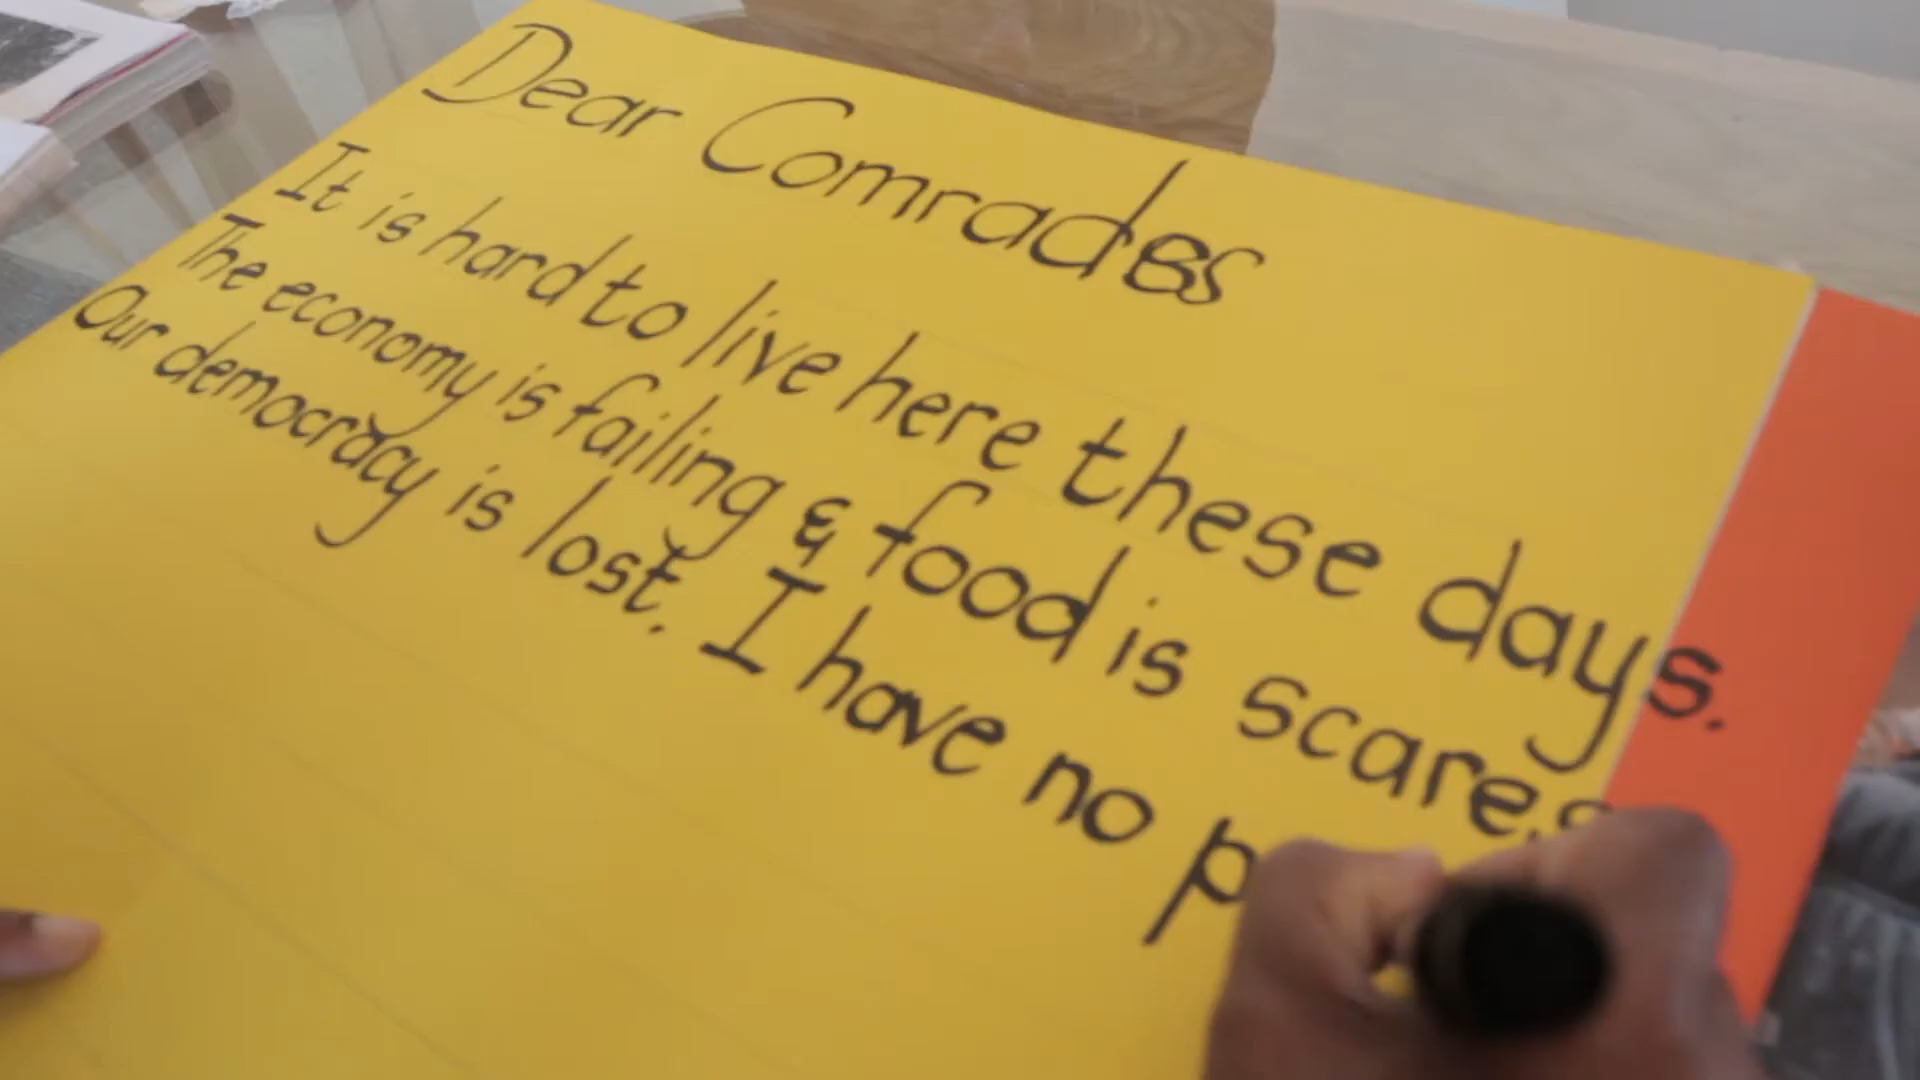 Dear Comrades
It is hard to live here these days.
The economy is failing & food is scares
Our democracy is lost. I have no